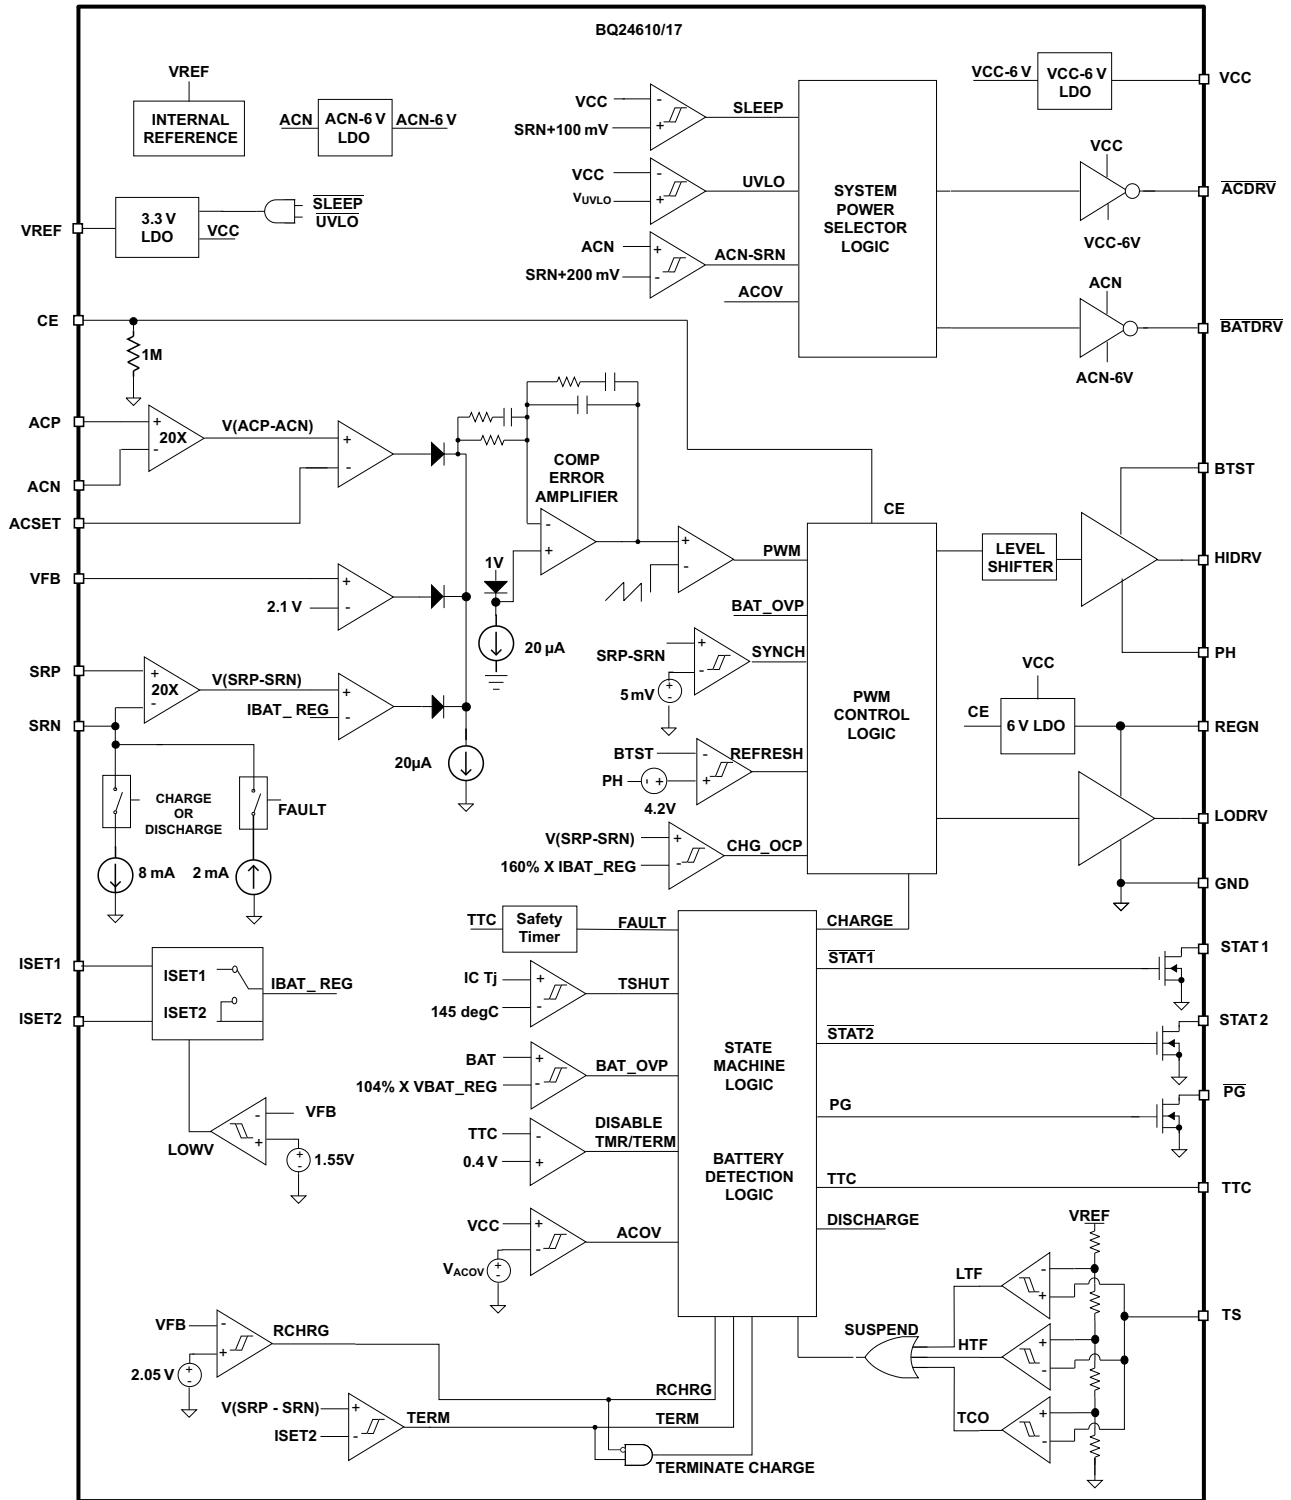 BQ24610/17
VREF
INTERNAL
REFERENCE
ACN
ACN-6 V
LDO
ACN-6 V
VCC-6 V
VCC-6 V
LDO
VCC
VCC
SRN+100 mV
SLEEP
VCC
VUVLO
UVLO
ACN
SRN+200 mV
ACN-SRN
ACOV
SYSTEM
POWER
SELECTOR
LOGIC
VCC
VCC-6V
ACDRV
ACN
ACN-6V
BATDRV
VREF
3.3 V
LDO
VCC
SLEEP
UVLO
CE
1M
ACP
20X
V(ACP-ACN)
ACN
ACSET
COMP
ERROR
AMPLIFIER
1V
20 µA
VFB
2.1 V
SRP
20X
V(SRP-SRN)
IBAT_ REG
SRN
20µA
CHARGE
OR
DISCHARGE
FAULT
8 mA
2 mA
CE
PWM
BAT_OVP
SRP-SRN
SYNCH
5 mV
BTST
REFRESH
PH
4.2V
V(SRP-SRN)
160% X IBAT_REG
CHG_OCP
PWM
CONTROL
LOGIC
LEVEL
SHIFTER
BTST
HIDRV
PH
VCC
CE
6 V LDO
REGN
LODRV
GND
ISET1
ISET2
ISET1
ISET2
IBAT_ REG
VFB
LOWV
1.55V
TTC
Safety
Timer
FAULT
IC Tj
145 degC
TSHUT
BAT
104% X VBAT_REG
BAT_OVP
TTC
0.4 V
DISABLE
TMR/TERM
VCC
VACOV
ACOV
STATE
MACHINE
LOGIC
BATTERY
DETECTION
LOGIC
CHARGE
STAT1
STAT 1
STAT2
STAT 2
PG
PG
TTC
TTC
DISCHARGE
VREF
LTF
HTF
TCO
SUSPEND
TS
VFB
2.05 V
RCHRG
RCHRG
V(SRP - SRN)
ISET2
TERM
TERM
TERMINATE CHARGE